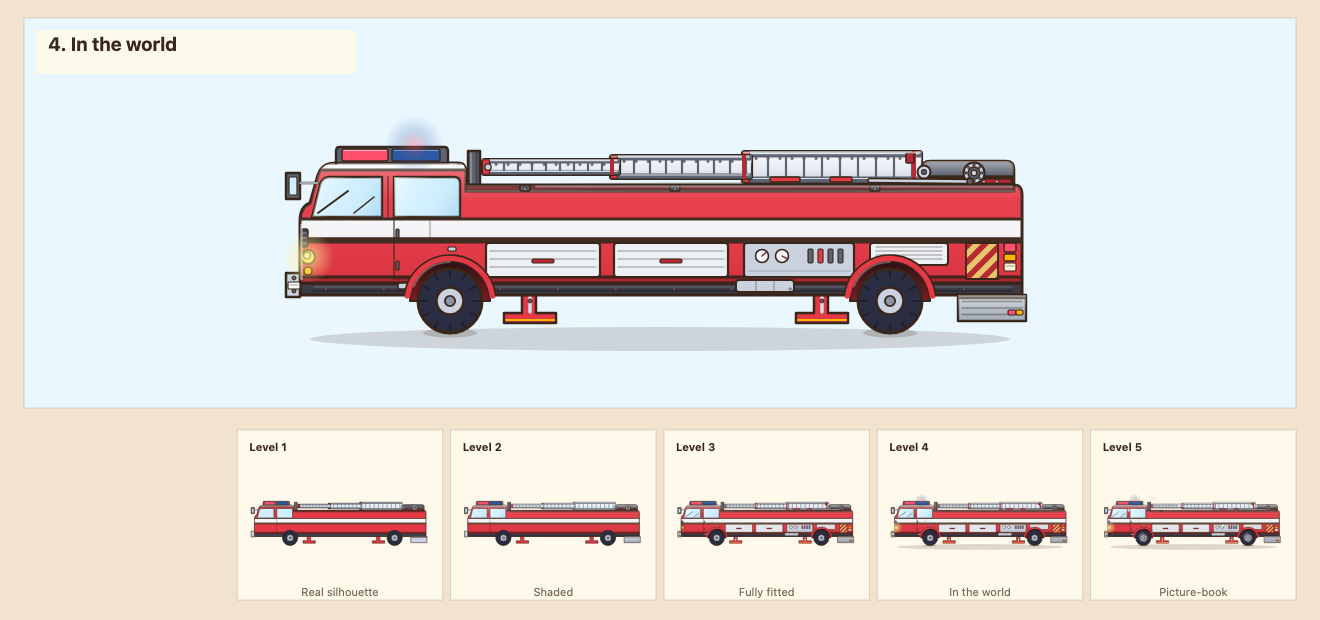 4. In the world
Level 1
Level 2
Level 3
Level 4
Level 5
Real silhouette
Shaded
Fully fitted
In the world
Picture-book